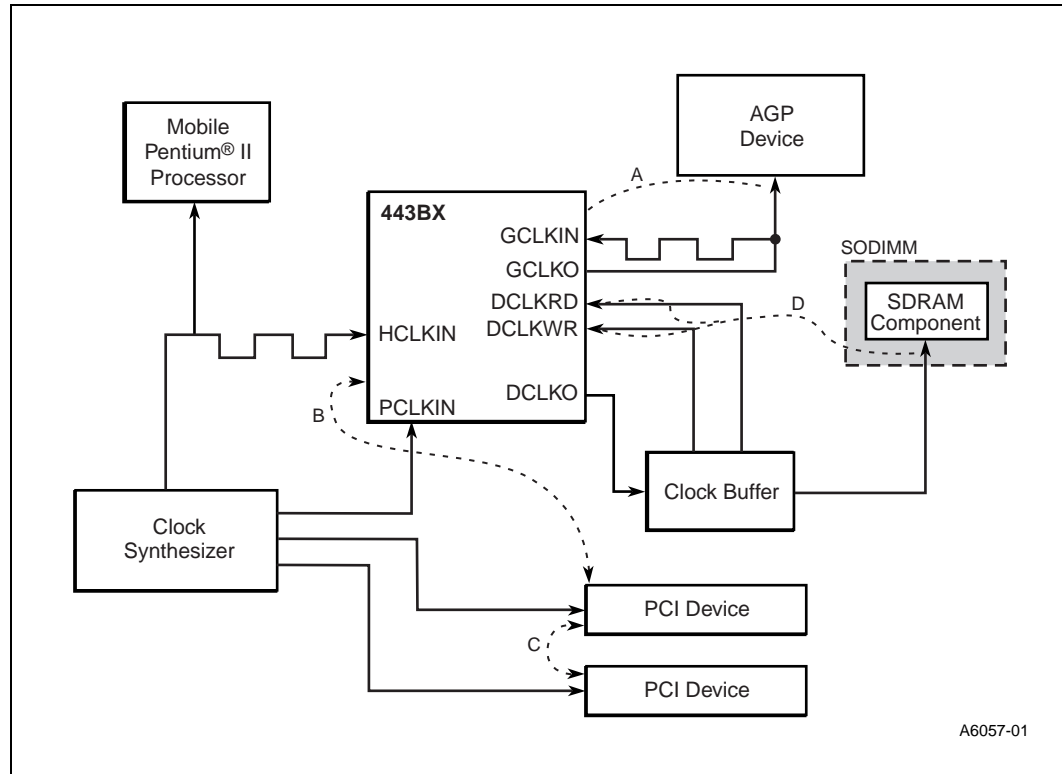 Mobile
Pentium® II
Processor
AGP
Device
A
443BX
GCLKIN
GCLKO
DCLKRD
DCLKWR
HCLKIN
DCLKO
PCLKIN
SODIMM
SDRAM
Component
D
B
Clock Buffer
Clock
Synthesizer
PCI Device
C
PCI Device
A6057-01